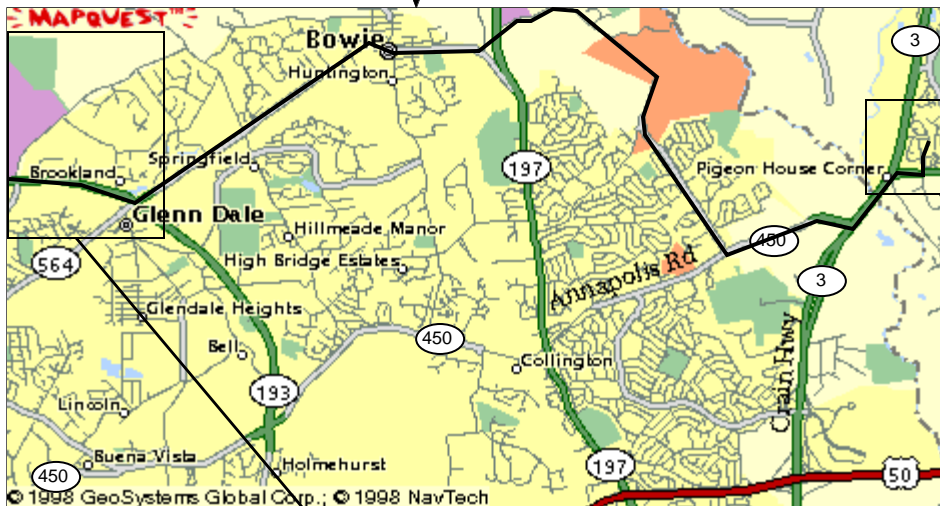 MAPQUEST™
Bowie
3
Huntington
Springfield
Brookland
197
Pigeon House Corner
Glenn Dale
Hillmeade Manor
450
564
High Bridge Estates
Annapolis Rd
3
Glendale Heights
Bell
450
Collington
Crain Hwy
193
Lincoln
Buena Vista
Holmehurst
197
50
450
© 1998 GeoSystems Global Corp.; © 1998 NavTech